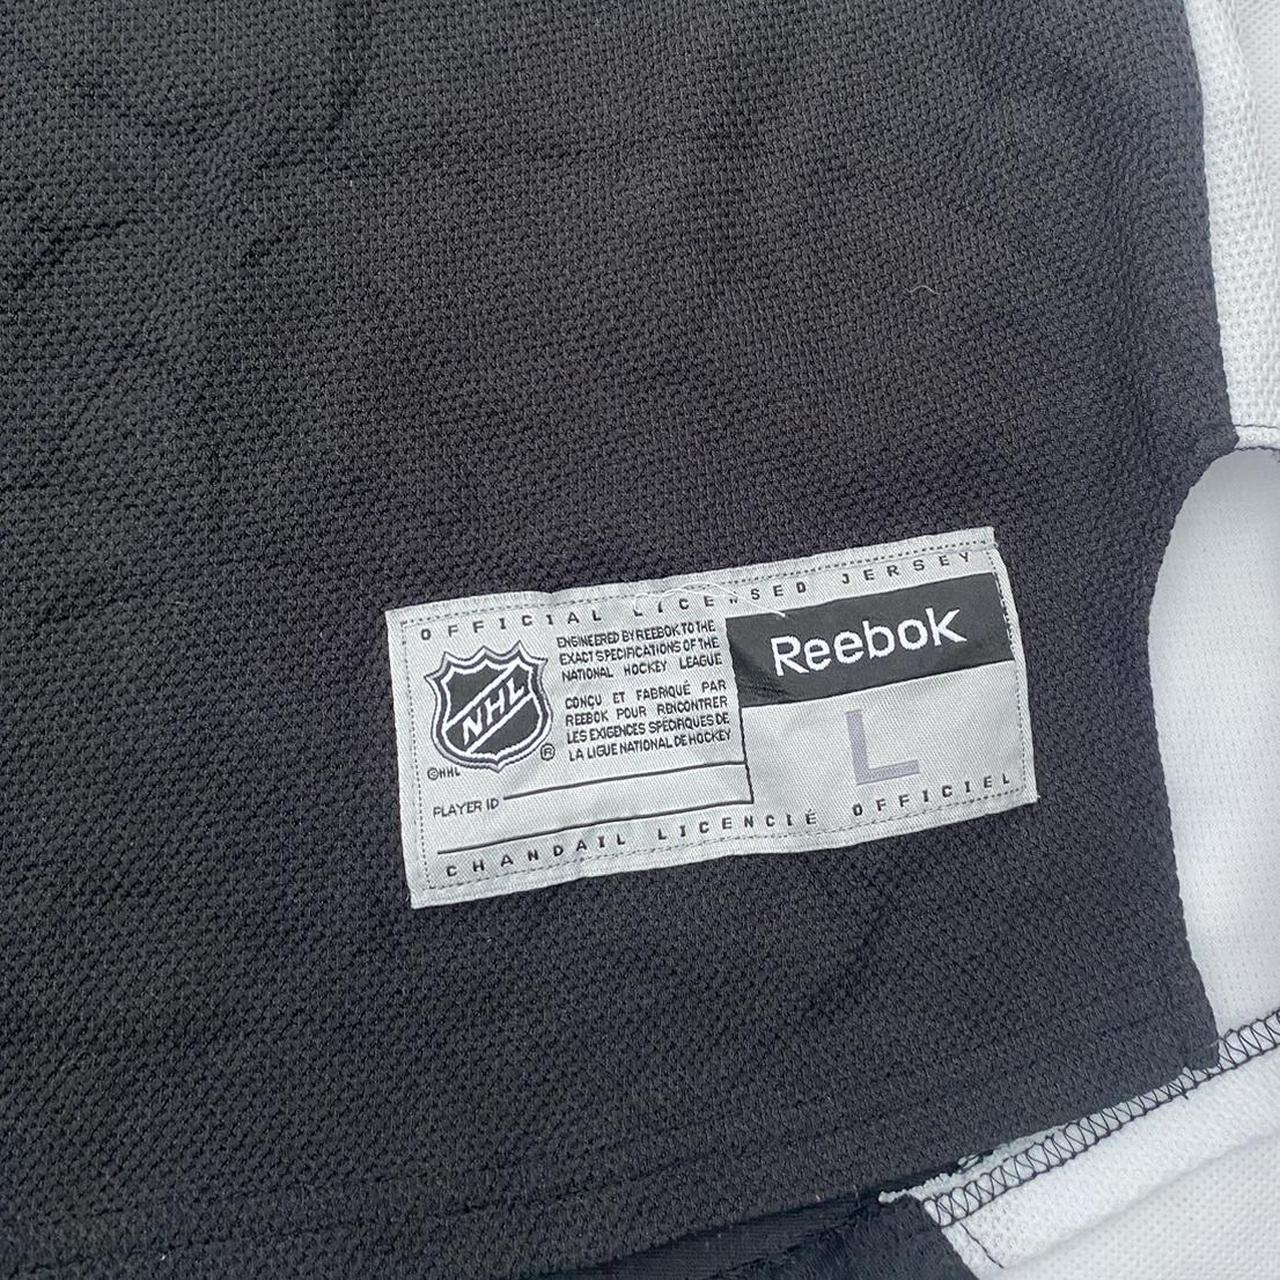 OFFICIAL LICENSED JERSEY
NHL
®
©NHL
ENGINEERED BY REEBOK TO THE
EXACT SPECIFICATIONS OF THE
NATIONAL HOCKEY LEAGUE
CONÇU ET FABRIQUÉ PAR
REEBOK POUR RENCONTRER
LES EXIGENCES SPÉCIFIQUES DE
LA LIGUE NATIONAL DE HOCKEY
Reebok
L
PLAYER ID
CHANDAIL LICENCIÉ OFFICIEL